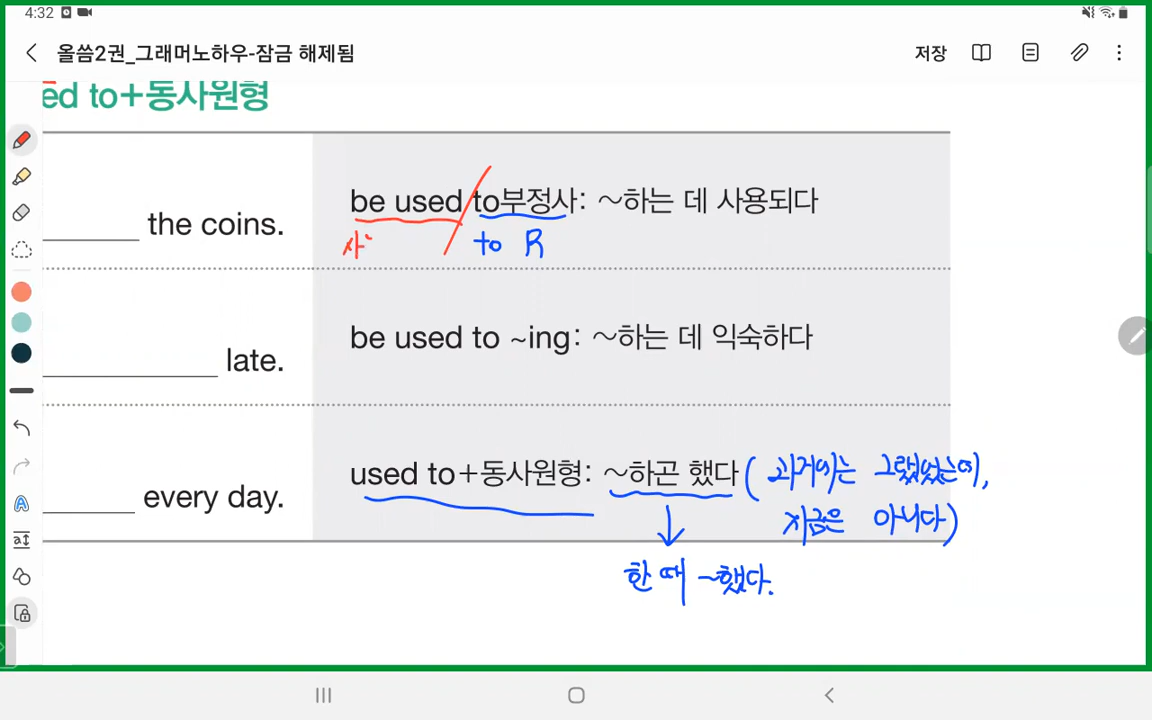 4:32
올씀2권_그래머노하우-잠금 해제됨
저장
ed to+동사원형
the coins.
be used to부정사: ~하는 데 사용되다
to R
late.
be used to ~ing: ~하는 데 익숙하다
every day.
used to+동사원형: ~하곤 했다 (과거에는 그랬었는데,
지금은 아니다)
한 때 ~했다.